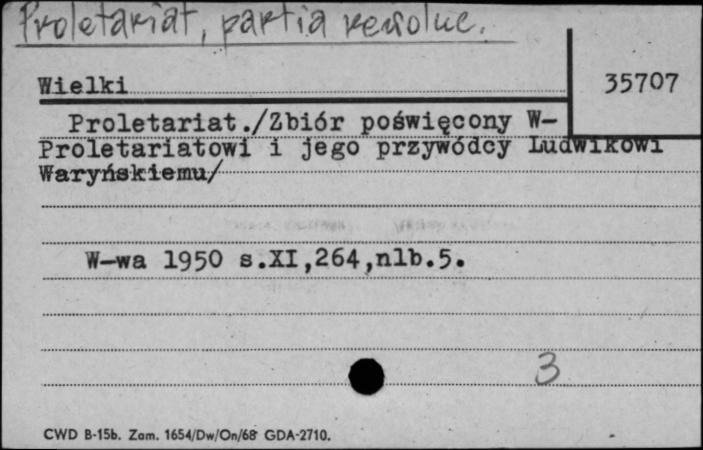 Proletariat, partia rewoluc.
Wielki
35707
Proletariat./Zbiór poświęcony W-
Proletariatowi i jego przywódcy Ludwikowi
Waryńskiemu/
W-wa 1950 s.XI,264,nlb.5.
3
CWD B-15b. Zam. 1654/Dw/On/68 GDA-2710.